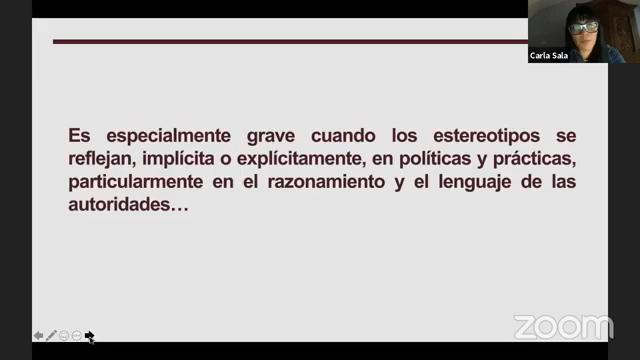 Carla Sala
Es especialmente grave cuando los estereotipos se
reflejan, implícita o explícitamente, en políticas y prácticas,
particularmente en el razonamiento y el lenguaje de las
autoridades…
zoom